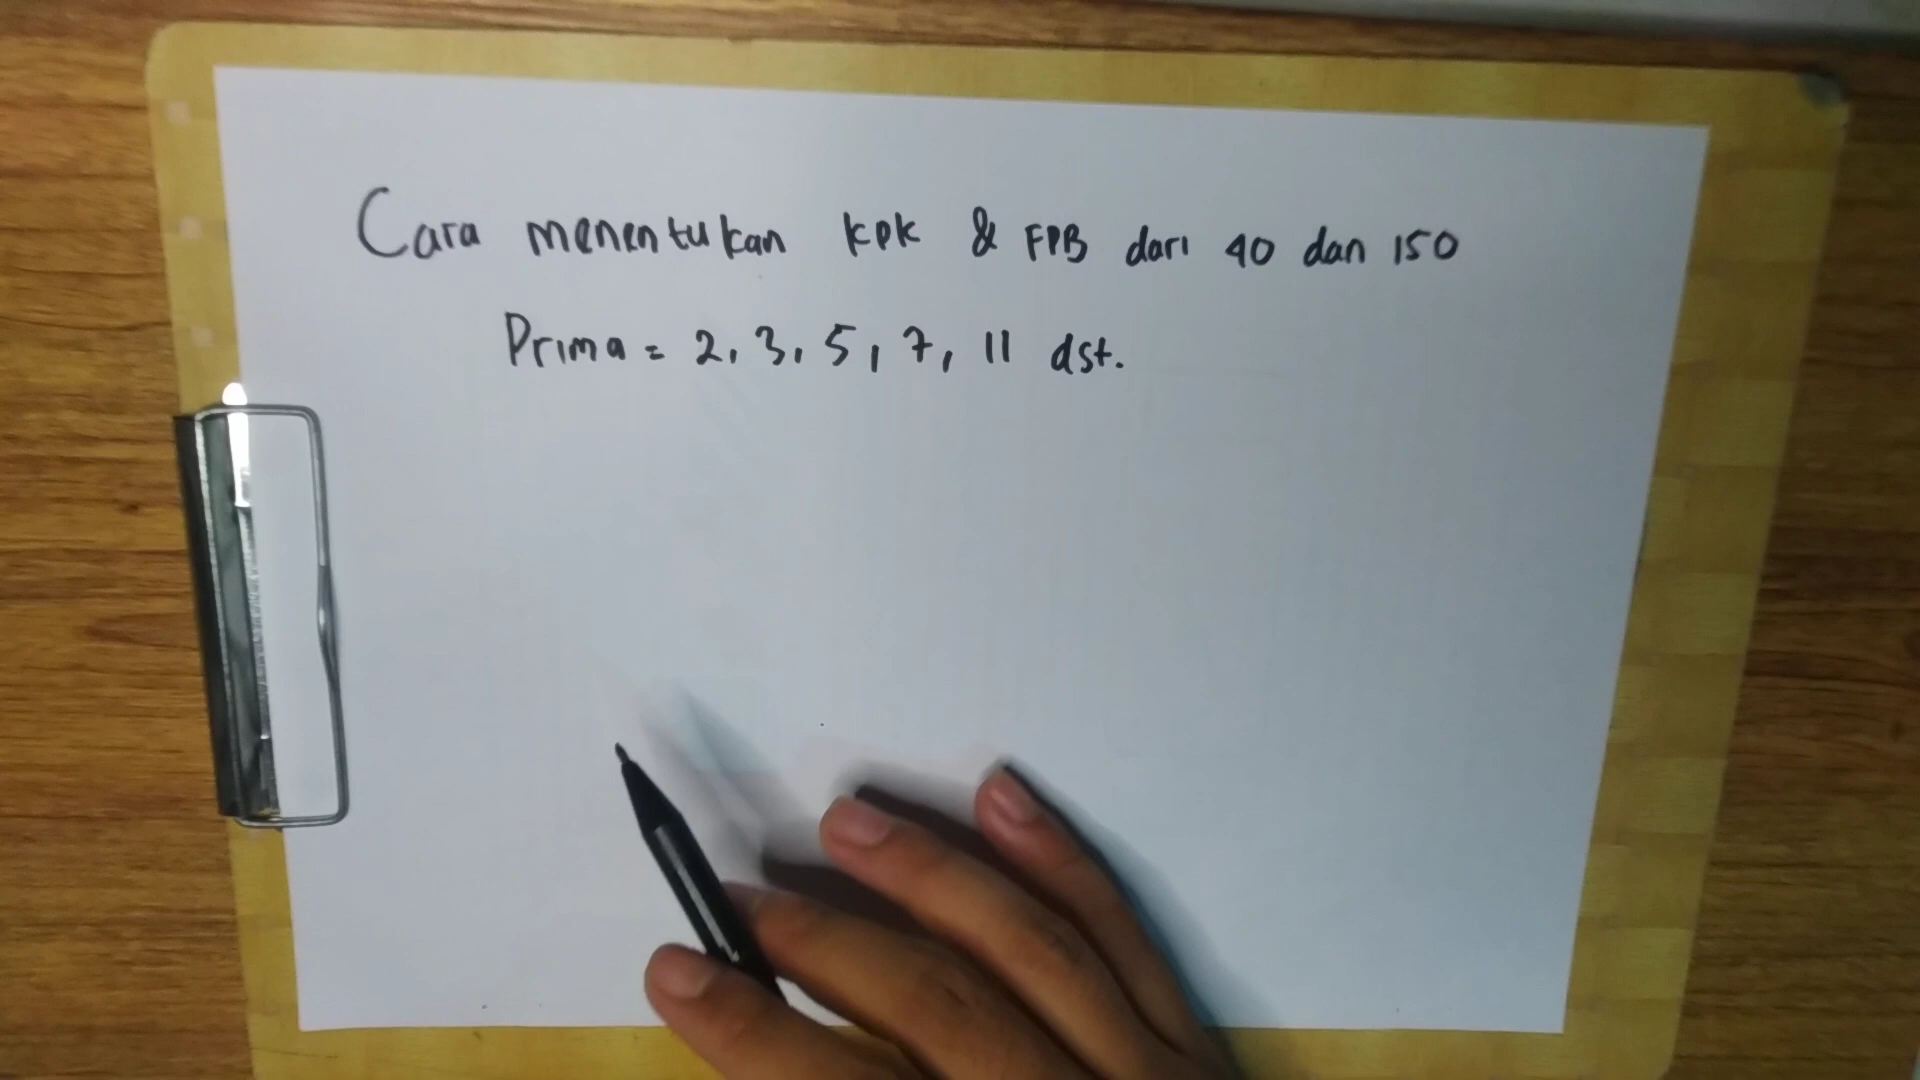 Cara menentukan kpk & FPB dari 40 dan 150
Prima = 2, 3, 5, 7, 11 dst.